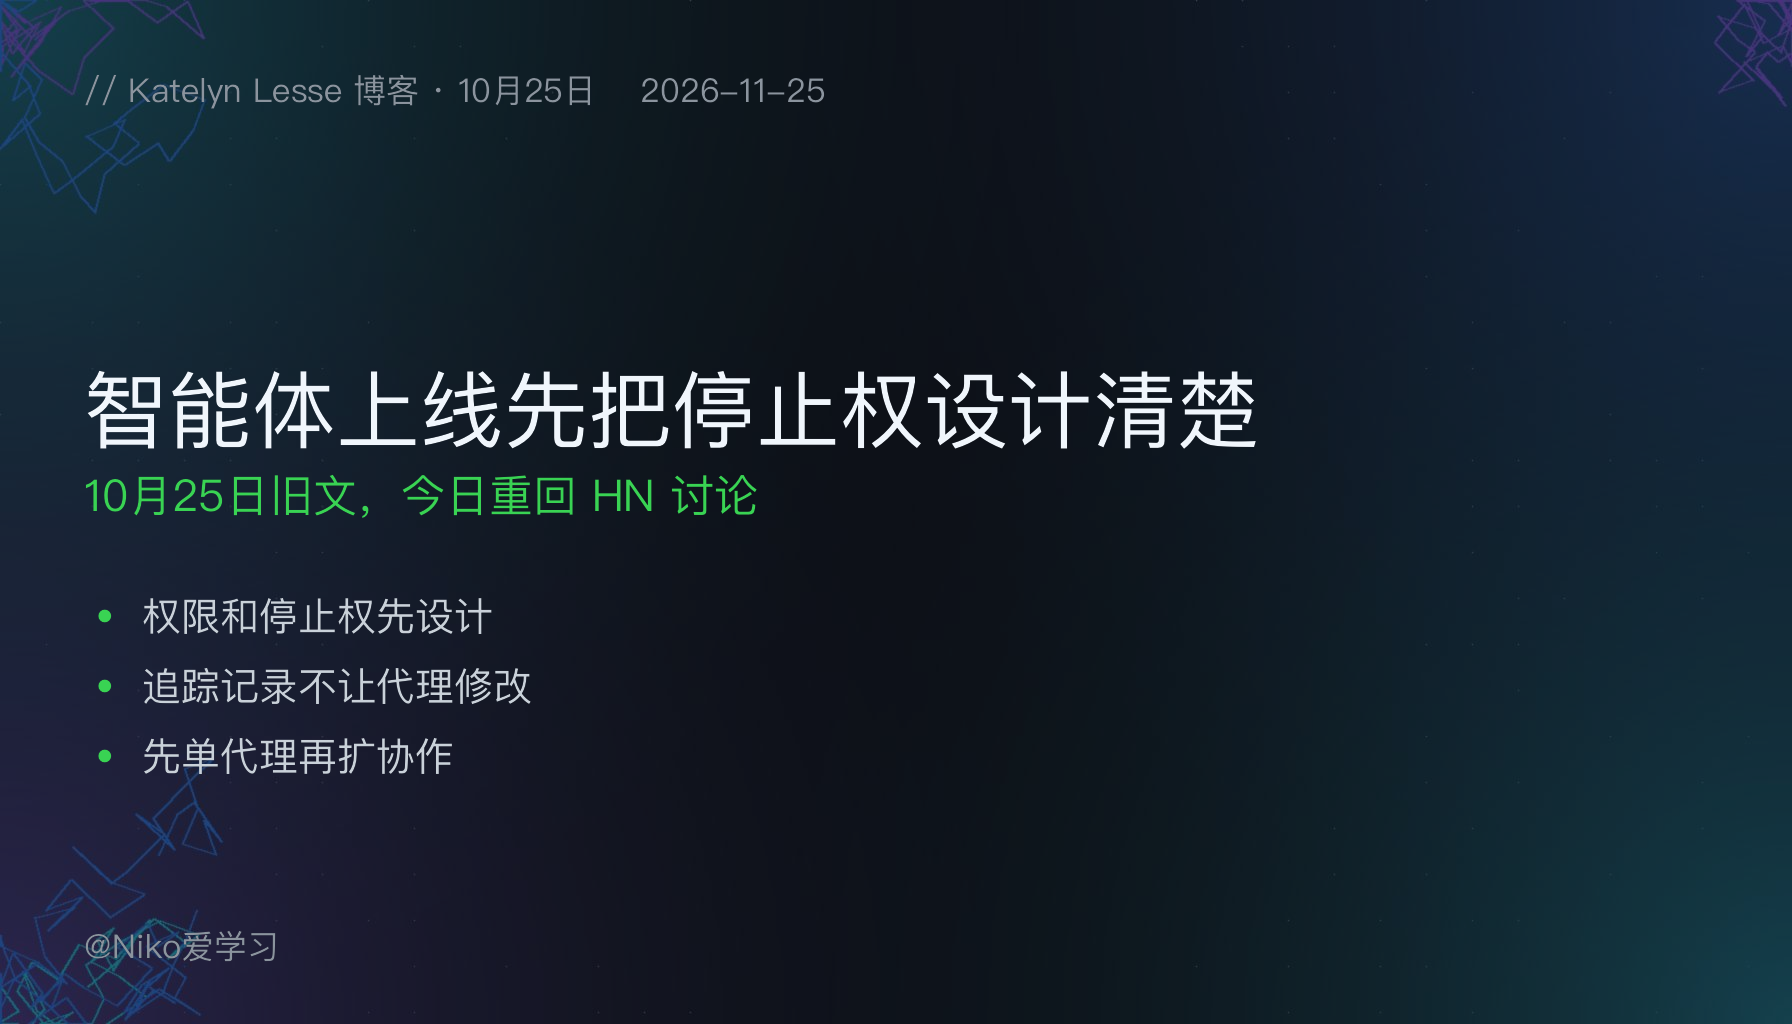 // Katelyn Lesse 博客 · 10月25日 2026-11-25
智能体上线先把停止权设计清楚
10月25日旧文，今日重回 HN 讨论
• 权限和停止权先设计
• 追踪记录不让代理修改
• 先单代理再扩协作
@Niko爱学习